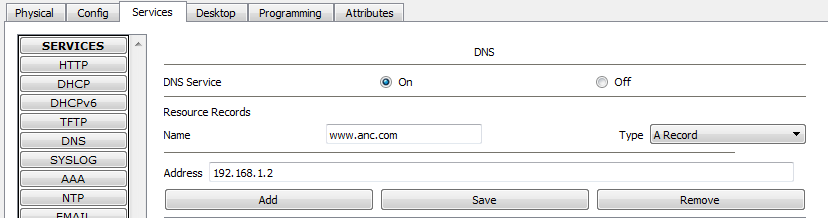 Physical Config Services Desktop Programming Attributes
SERVICES
HTTP
DHCP
DHCPv6
TFTP
DNS
SYSLOG
AAA
NTP
EMAIL
DNS
DNS Service On Off
Resource Records
Name www.anc.com Type A Record
Address 192.168.1.2
Add Save Remove